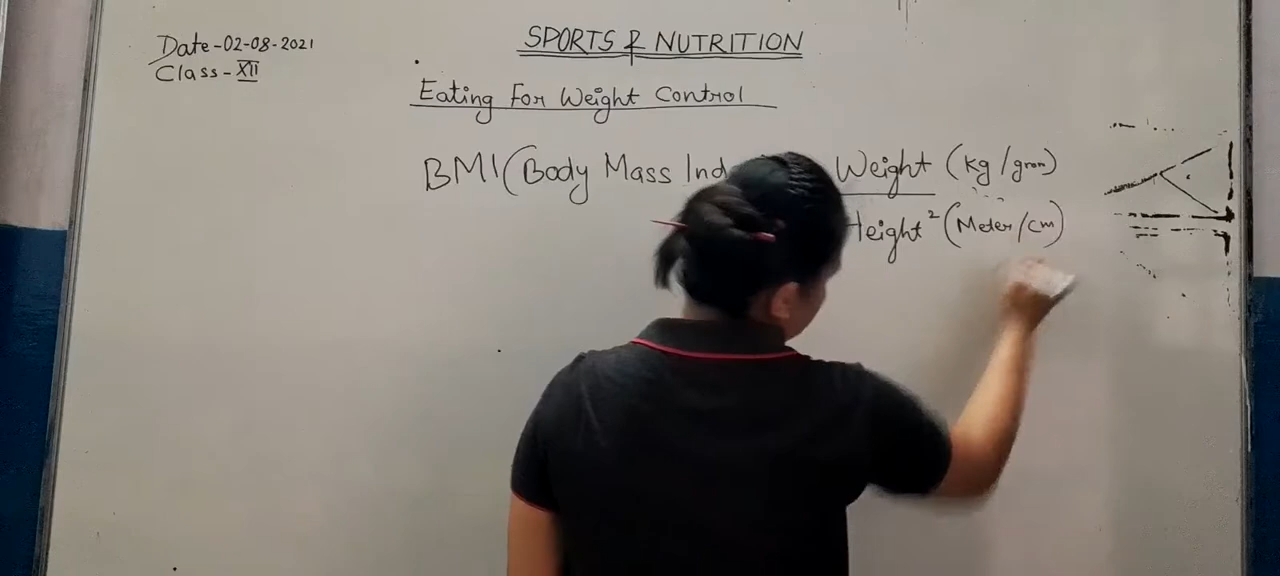 Date-02-08-2021
Class-XII
SPORTS & NUTRITION
Eating For Weight Control
BMI (Body Mass Ind Weight (kg/gram)
Height² (Meter/cm)